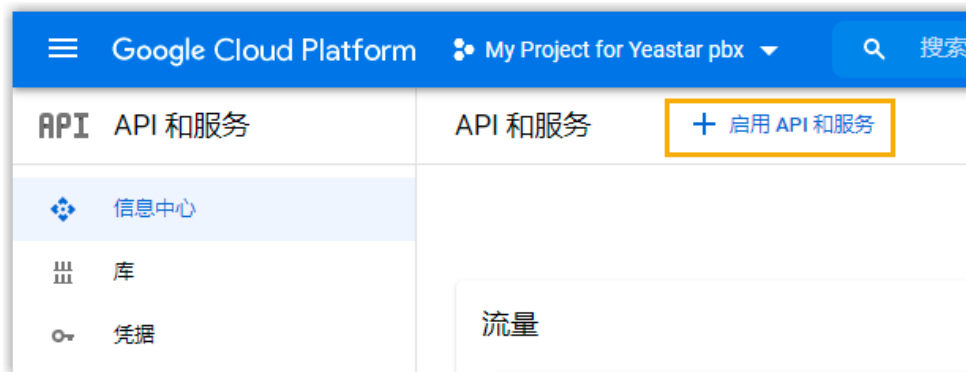 Google Cloud Platform My Project for Yeastar pbx 搜索
API API 和服务 API 和服务 + 启用 API 和服务
信息中心
库
流量
凭据